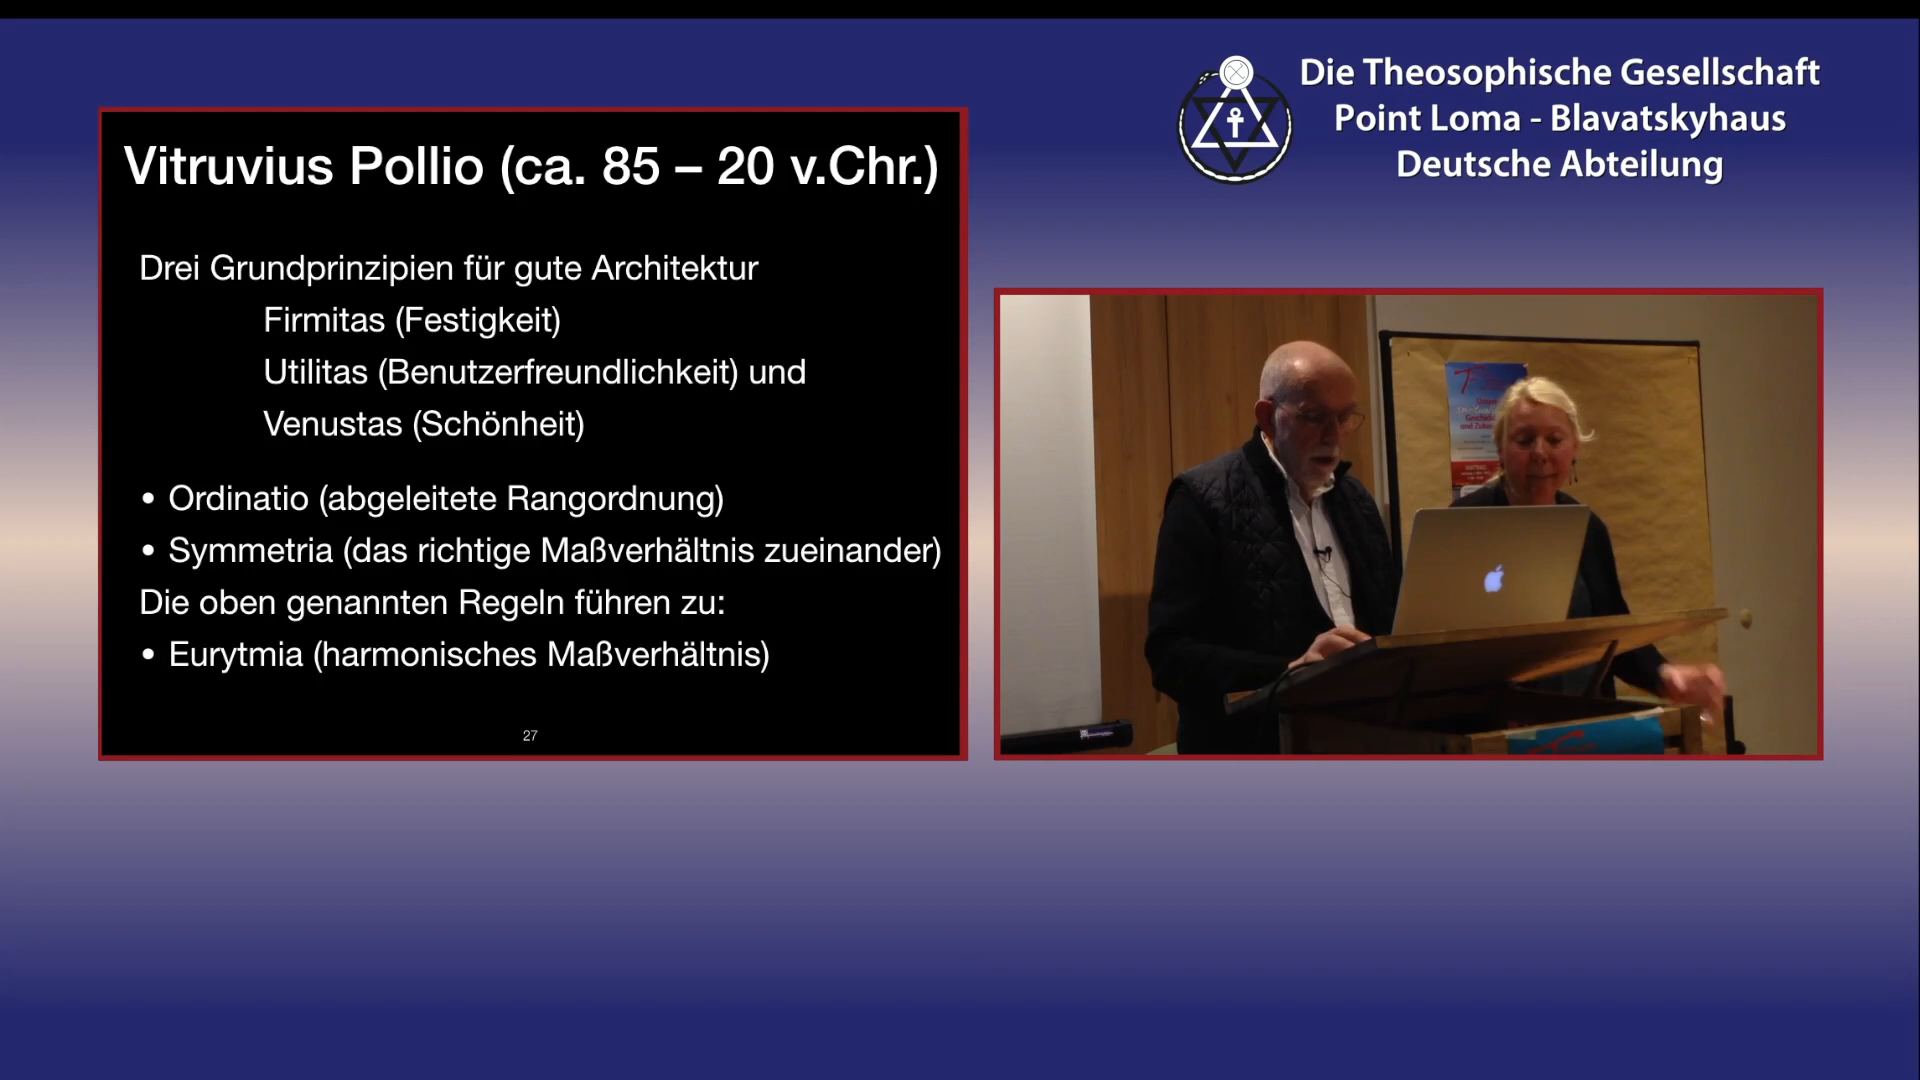 Die Theosophische Gesellschaft
Point Loma - Blavatskyhaus
Deutsche Abteilung
Vitruvius Pollio (ca. 85 – 20 v.Chr.)
Drei Grundprinzipien für gute Architektur
Firmitas (Festigkeit)
Utilitas (Benutzerfreundlichkeit) und
Venustas (Schönheit)
• Ordinatio (abgeleitete Rangordnung)
• Symmetria (das richtige Maßverhältnis zueinander)
Die oben genannten Regeln führen zu:
• Eurytmia (harmonisches Maßverhältnis)
27